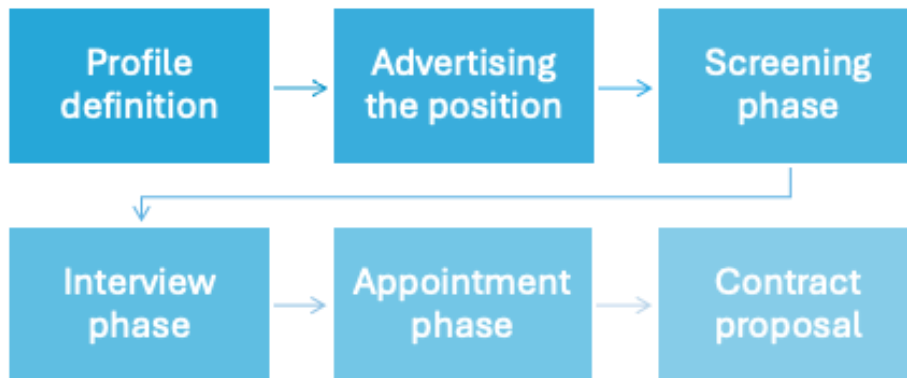 Profile
definition
Advertising
the position
Screening
phase
Interview
phase
Appointment
phase
Contract
proposal